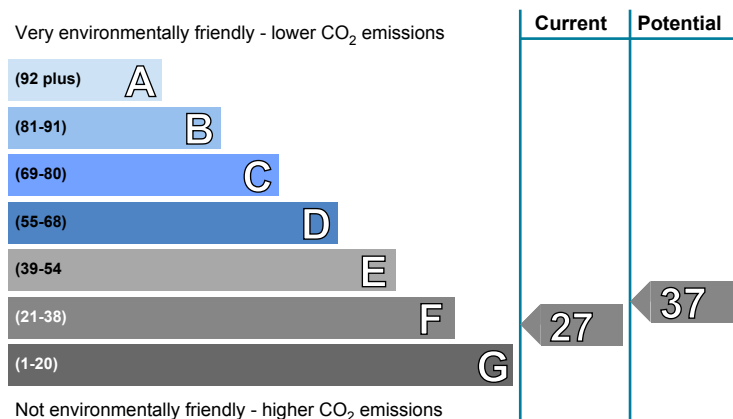 Very environmentally friendly - lower CO₂ emissions
Current
Potential
(92 plus) A
(81-91) B
(69-80) C
(55-68) D
(39-54 E
(21-38) F
(1-20) G
27
37
Not environmentally friendly - higher CO₂ emissions